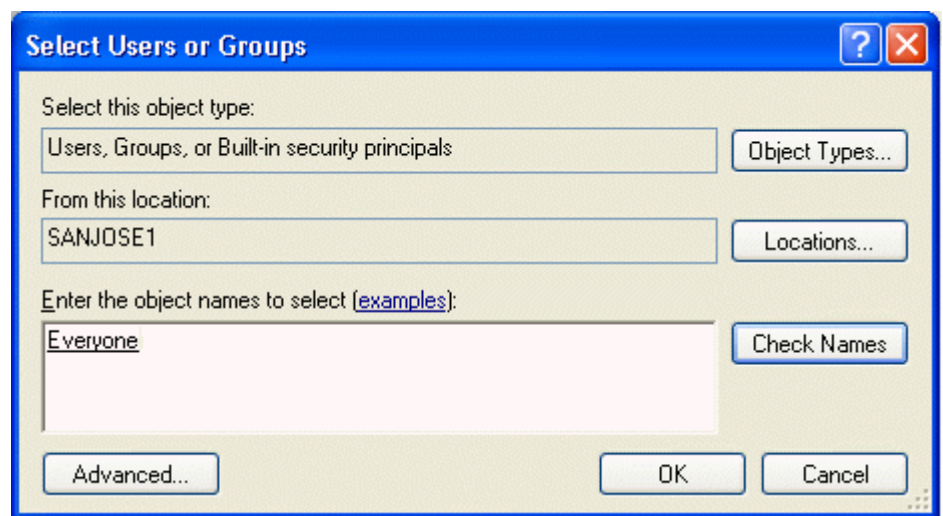 Select Users or Groups
Select this object type:
Users, Groups, or Built-in security principals
Object Types...
From this location:
SANJOSE1
Locations...
Enter the object names to select (examples):
Everyone
Check Names
Advanced...
OK
Cancel